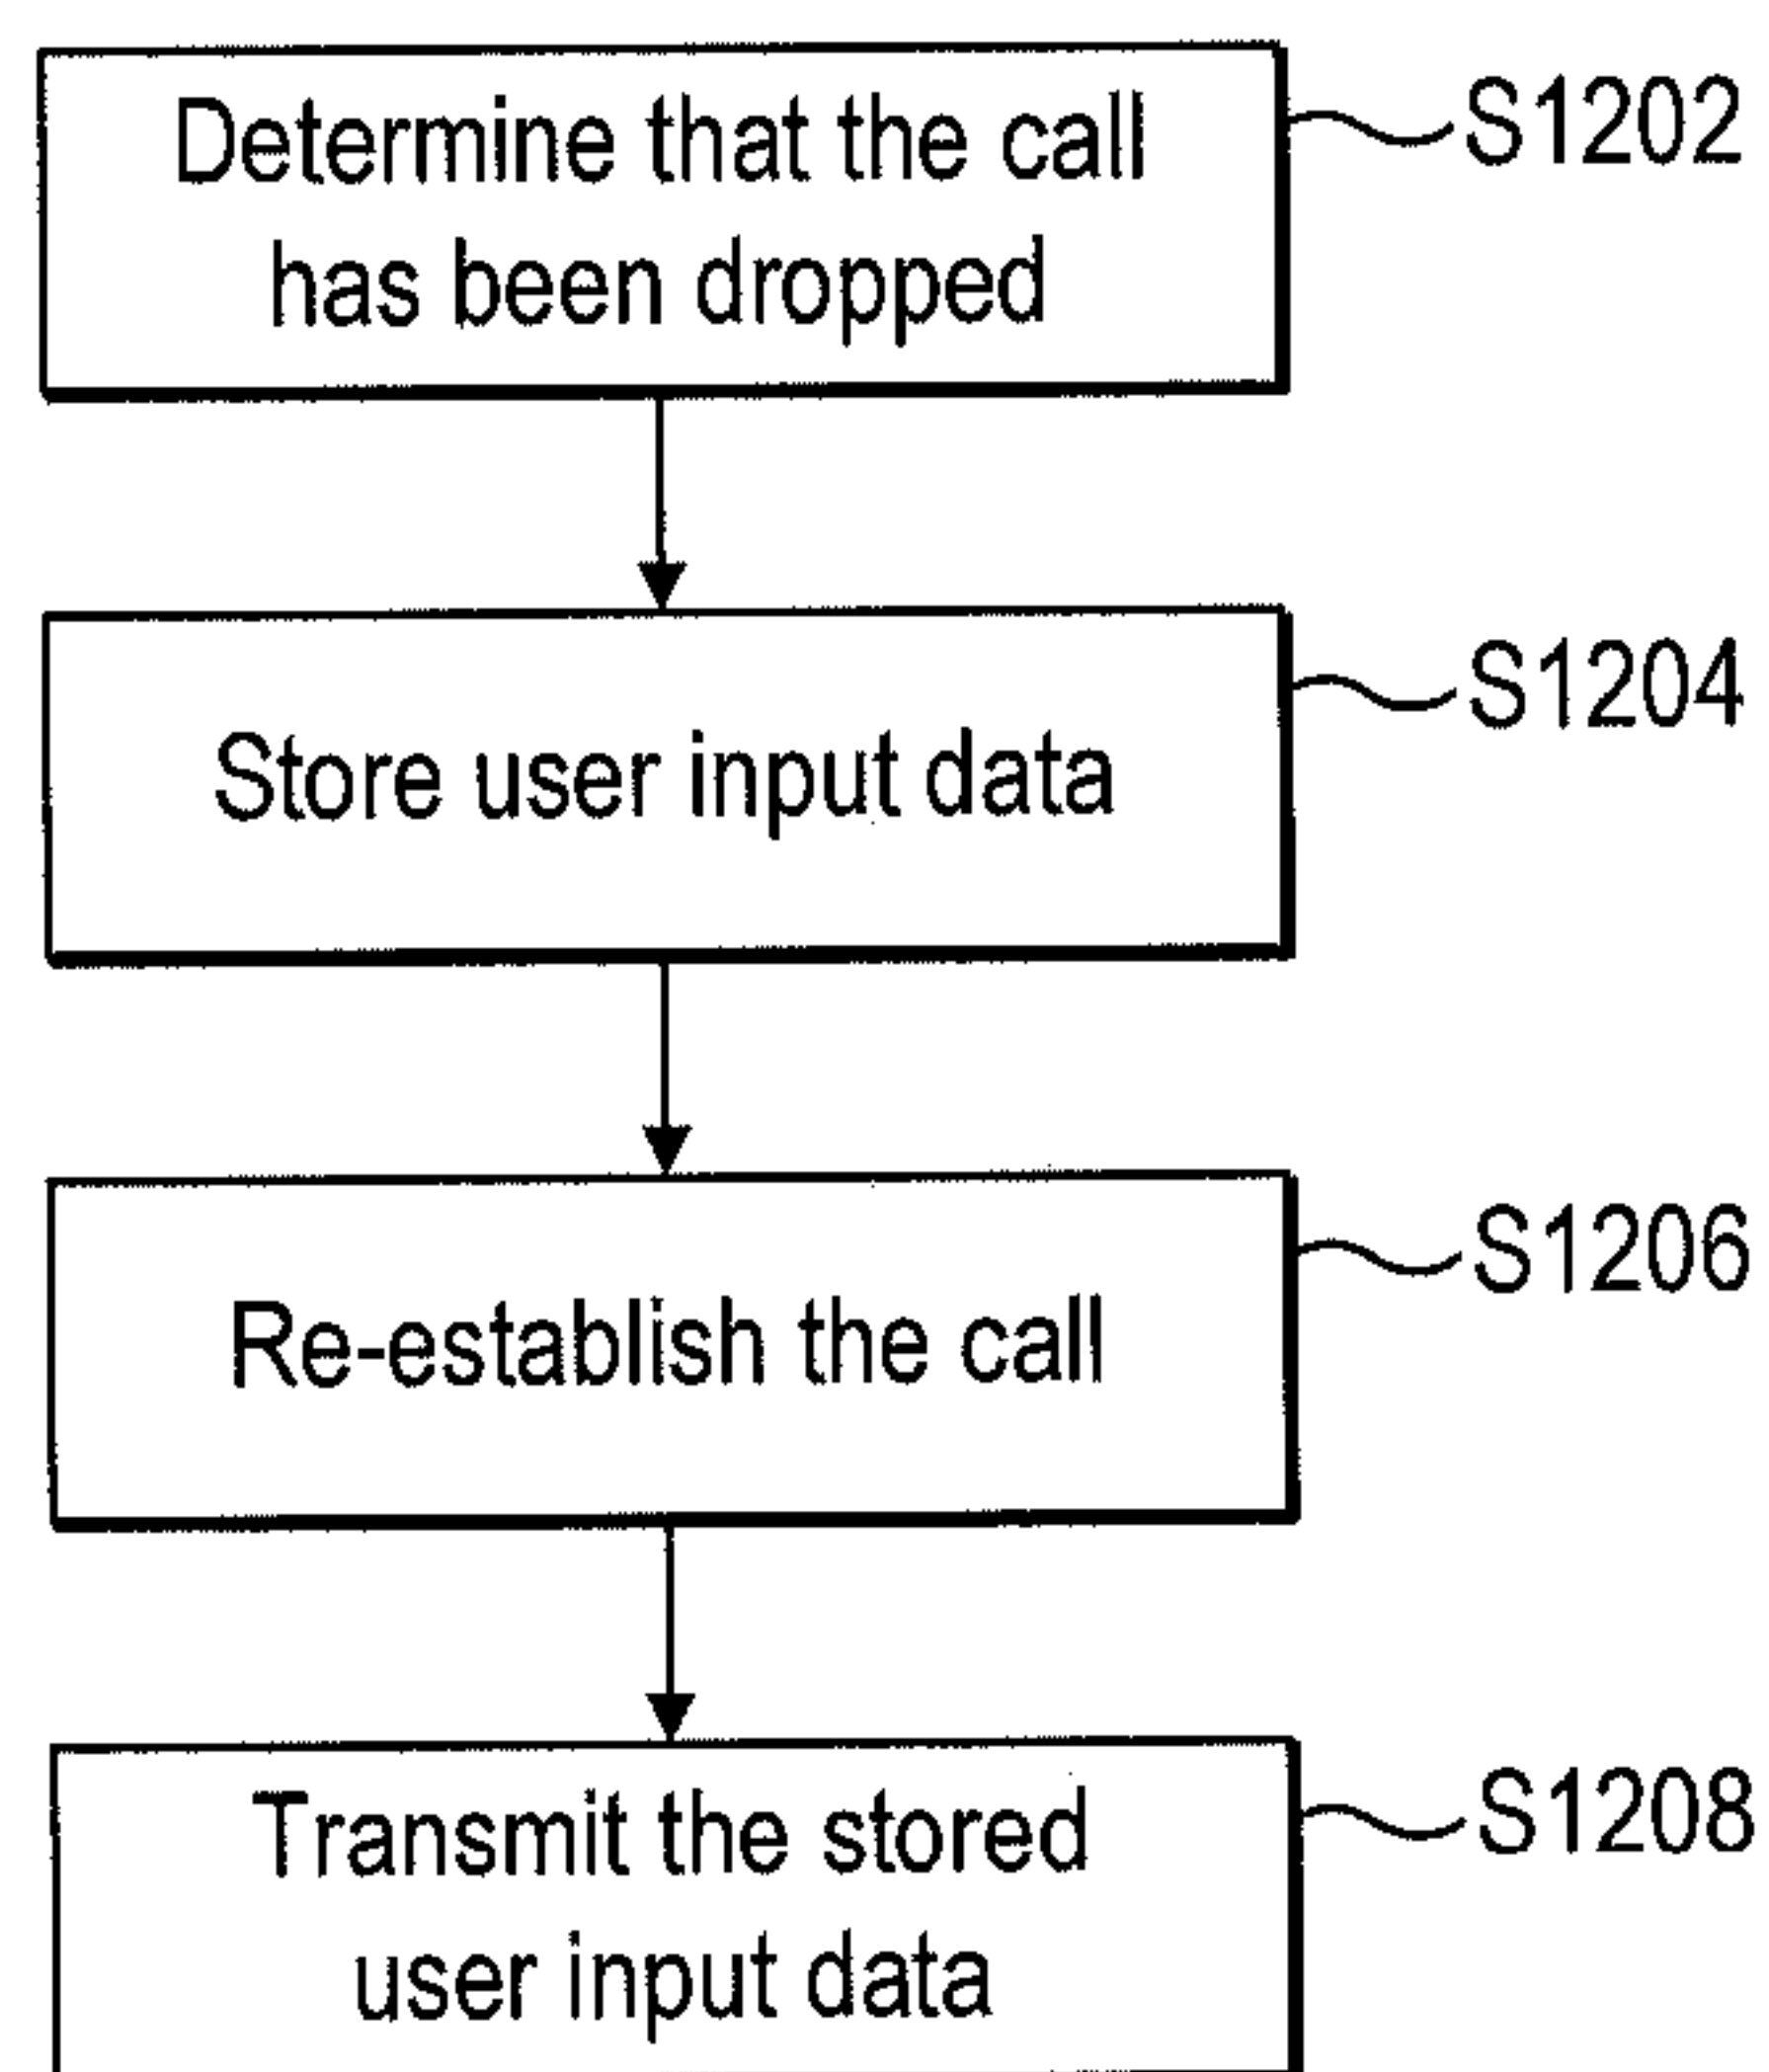 Determine that the call
has been dropped
S1202
Store user input data
S1204
Re-establish the call
S1206
Transmit the stored
user input data
S1208